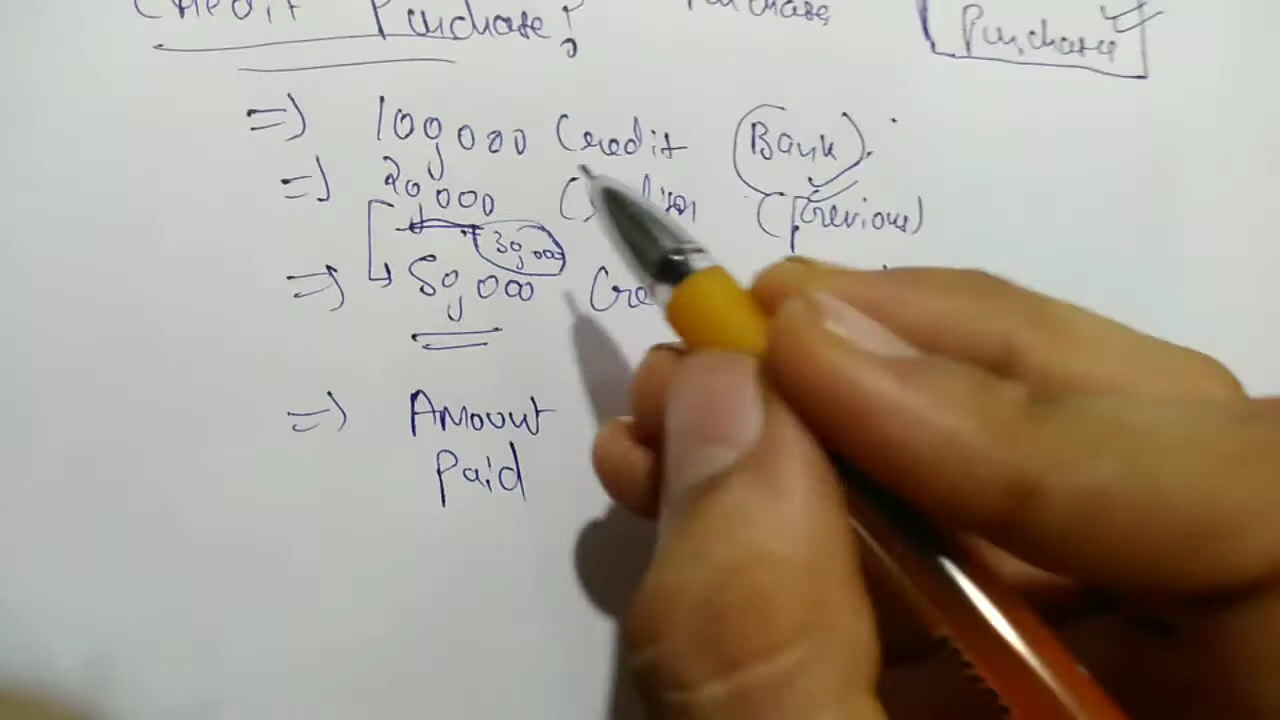 Credit Purchase? Purchase Purchase
=> 100,000 Credit (Bank).
=> 20,000 (Previous)
30,000
=> 50,000 Cre
=> Amount
Paid